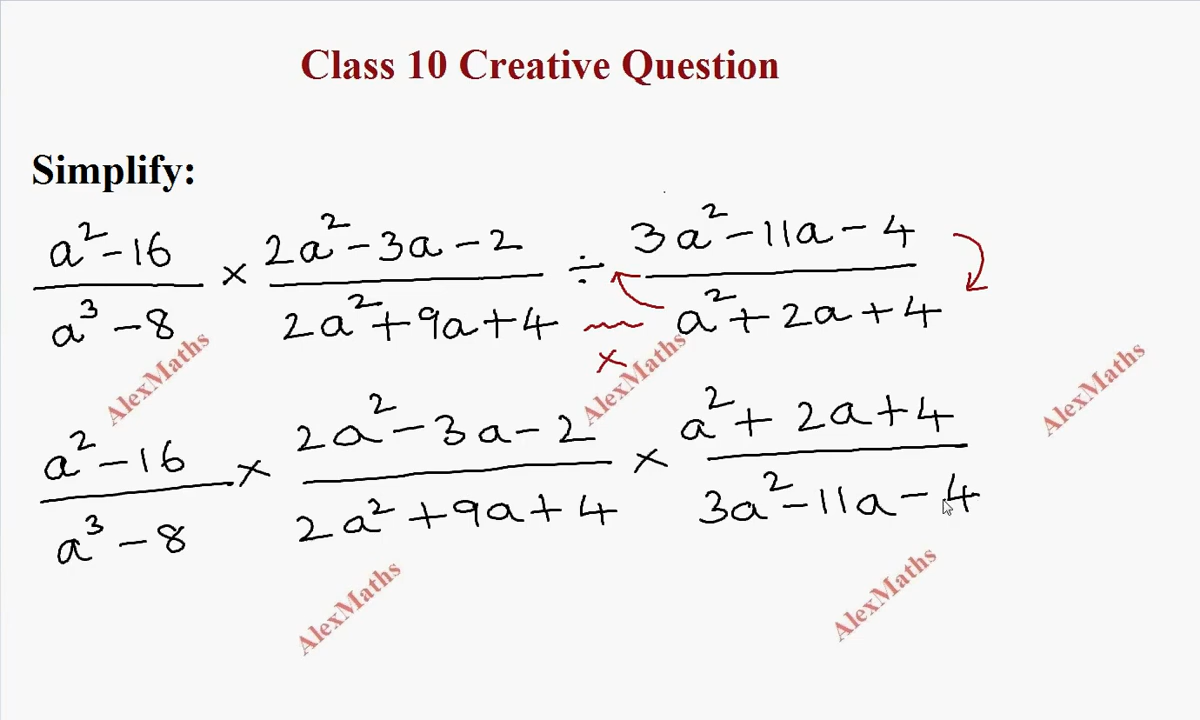 Class 10 Creative Question
Simplify:
a² - 16 / a³ - 8 × 2a² - 3a - 2 / 2a² + 9a + 4 ÷ 3a² - 11a - 4 / a² + 2a + 4
×
AlexMaths AlexMaths AlexMaths
a² - 16 / a³ - 8 × 2a² - 3a - 2 / 2a² + 9a + 4 × a² + 2a + 4 / 3a² - 11a - 4
AlexMaths AlexMaths